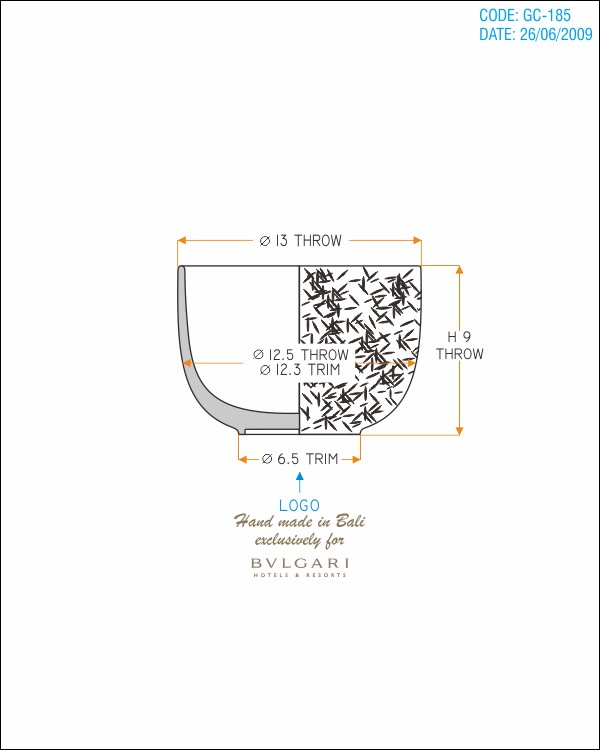 CODE: GC-185
DATE: 26/06/2009
Ø 13 THROW
H 9
THROW
Ø 12.5 THROW
Ø 12.3 TRIM
Ø 6.5 TRIM
LOGO
Hand made in Bali
exclusively for
BVLGARI
HOTELS & RESORTS